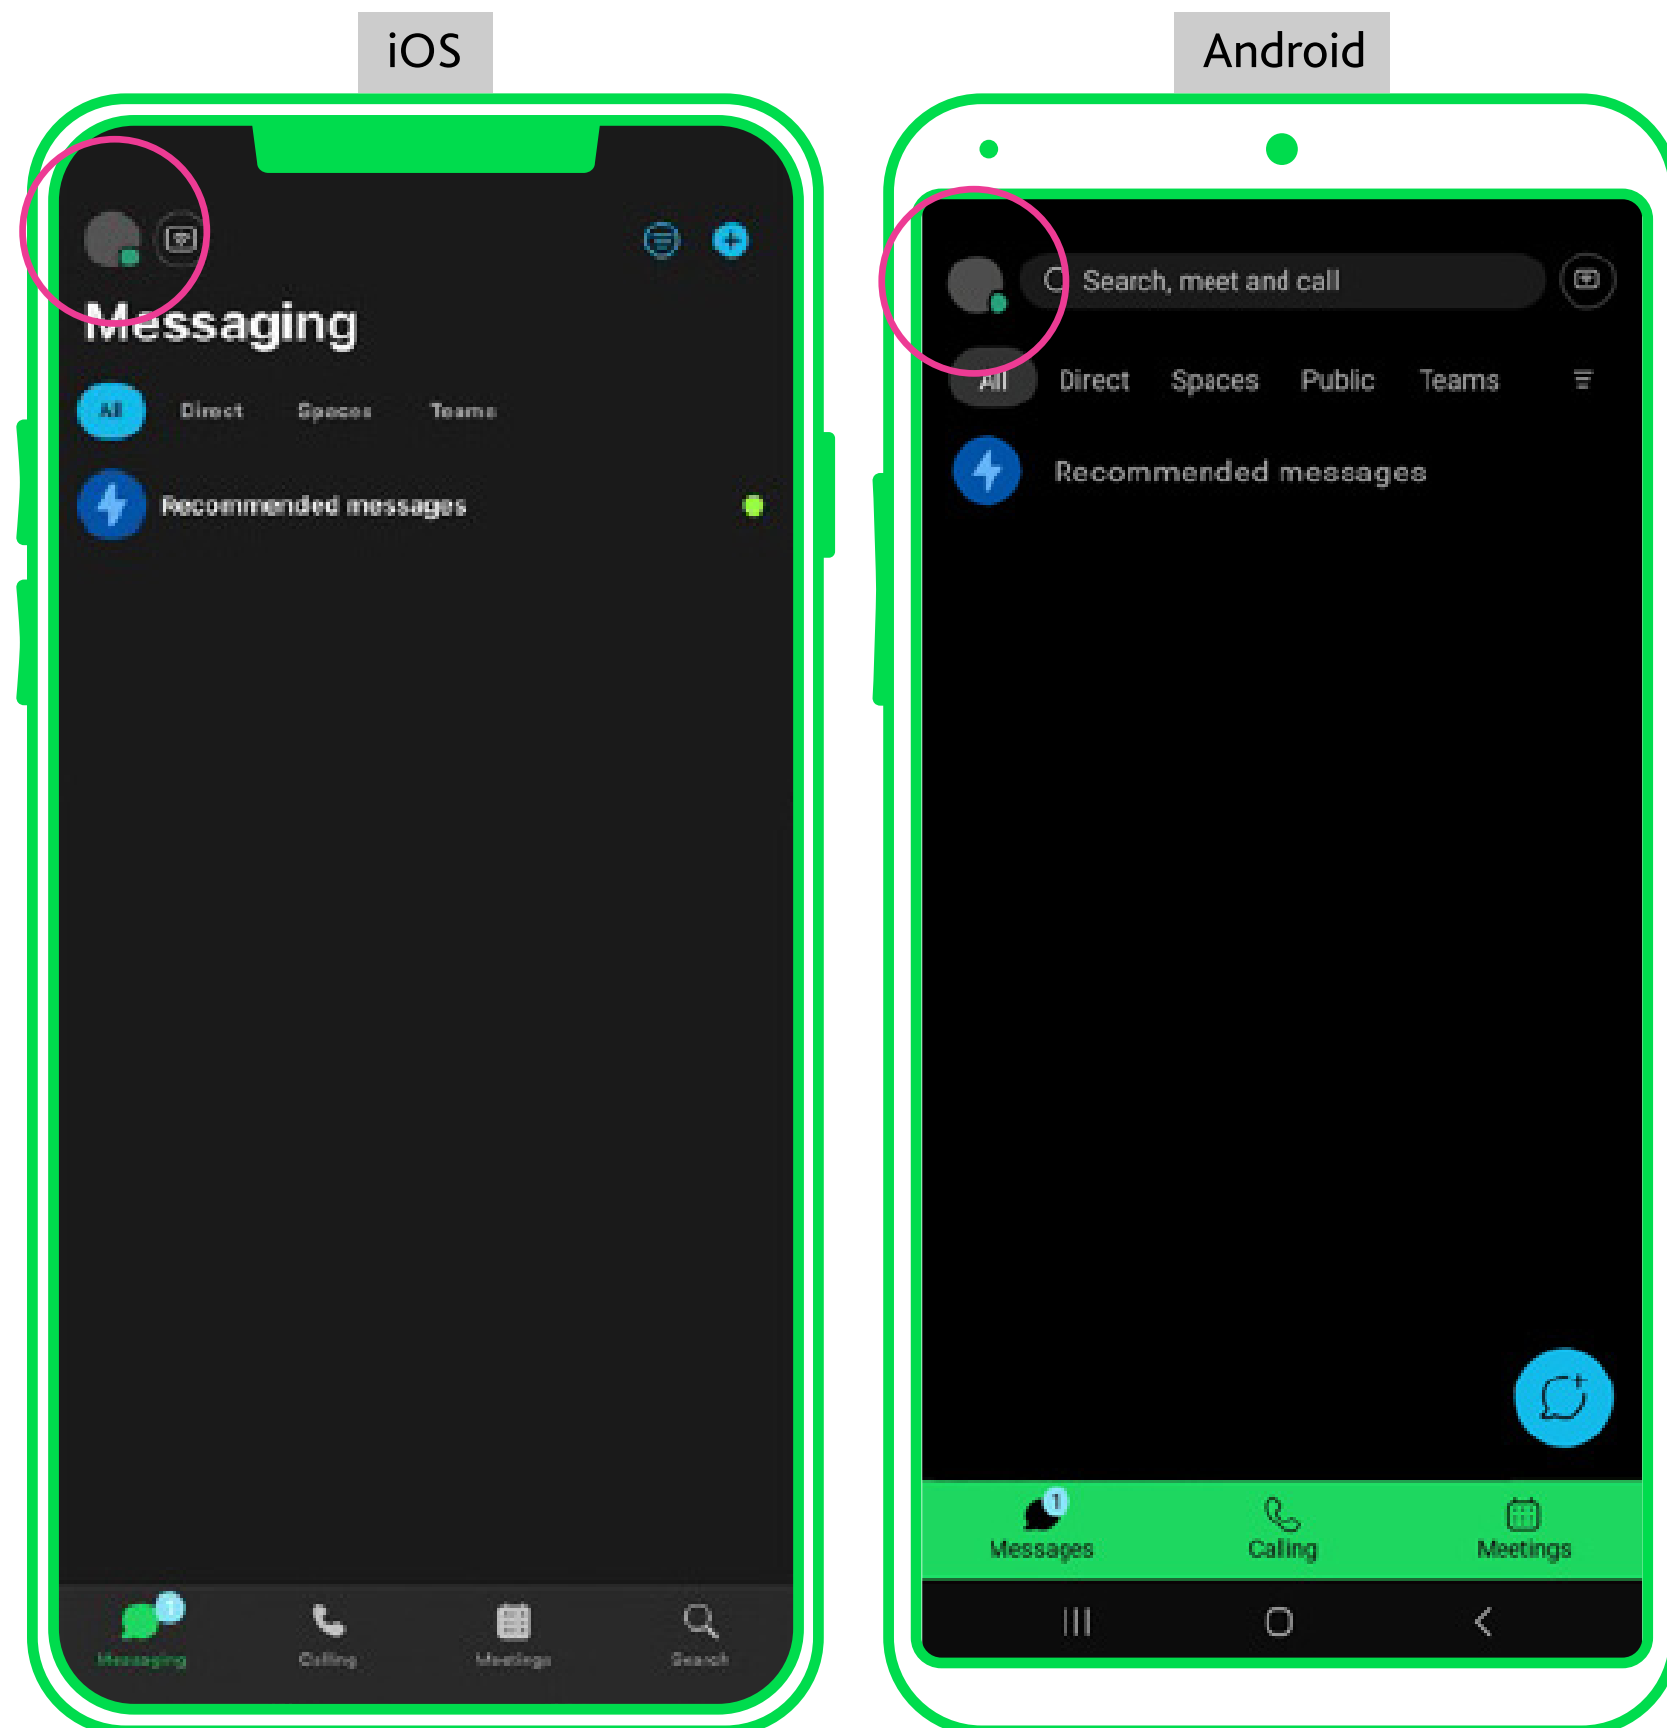 iOS
Android
Messaging
All Direct Spaces Teams
Recommended messages
1
Messaging Calling Meetings Search
Search, meet and call
All Direct Spaces Public Teams
Recommended messages
1
Messages Calling Meetings